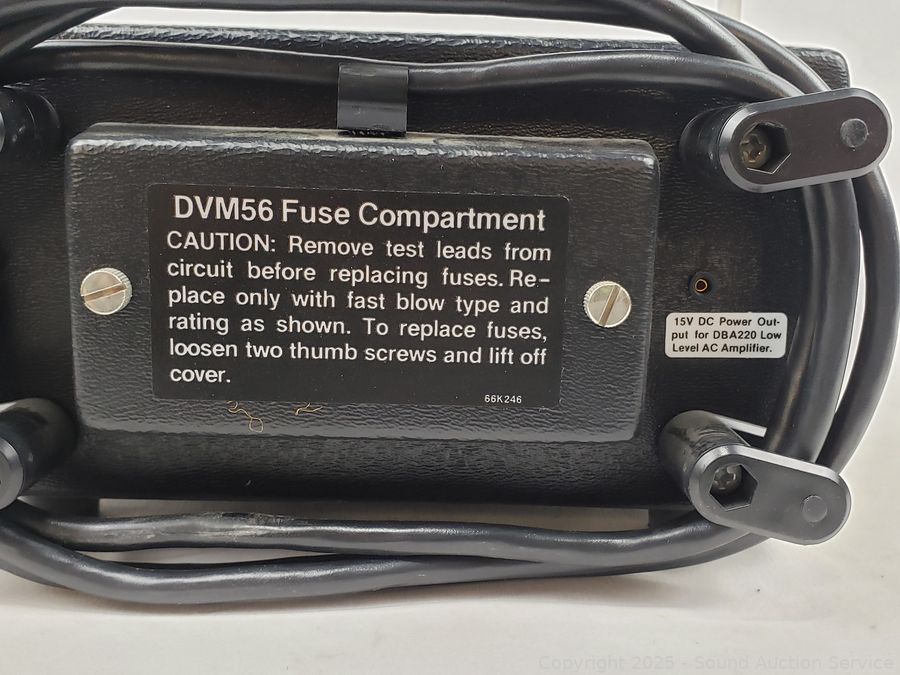 DVM56 Fuse Compartment
CAUTION: Remove test leads from
circuit before replacing fuses. Re-
place only with fast blow type and
rating as shown. To replace fuses,
loosen two thumb screws and lift off
cover.
66K246
15V DC Power Out-
put for DBA220 Low
Level AC Amplifier.
Copyright 2025 - Sound Auction Service